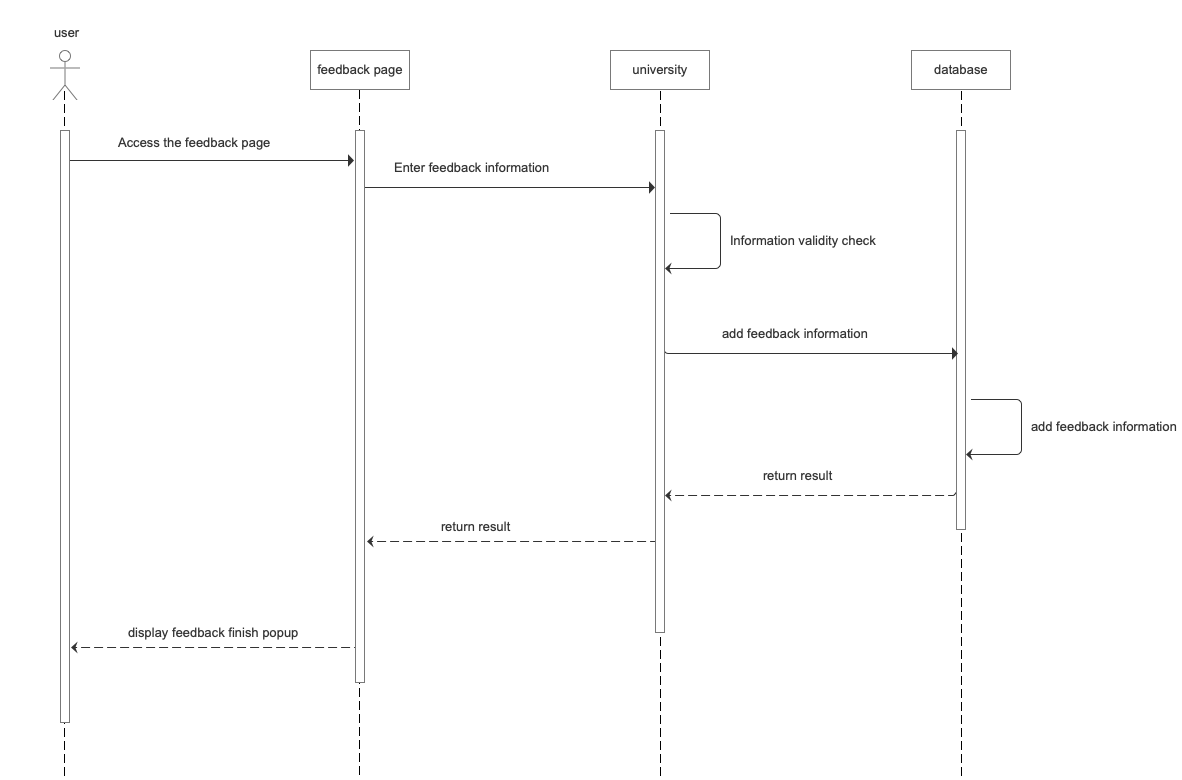 user
feedback page
university
database
Access the feedback page
Enter feedback information
Information validity check
add feedback information
add feedback information
return result
return result
display feedback finish popup